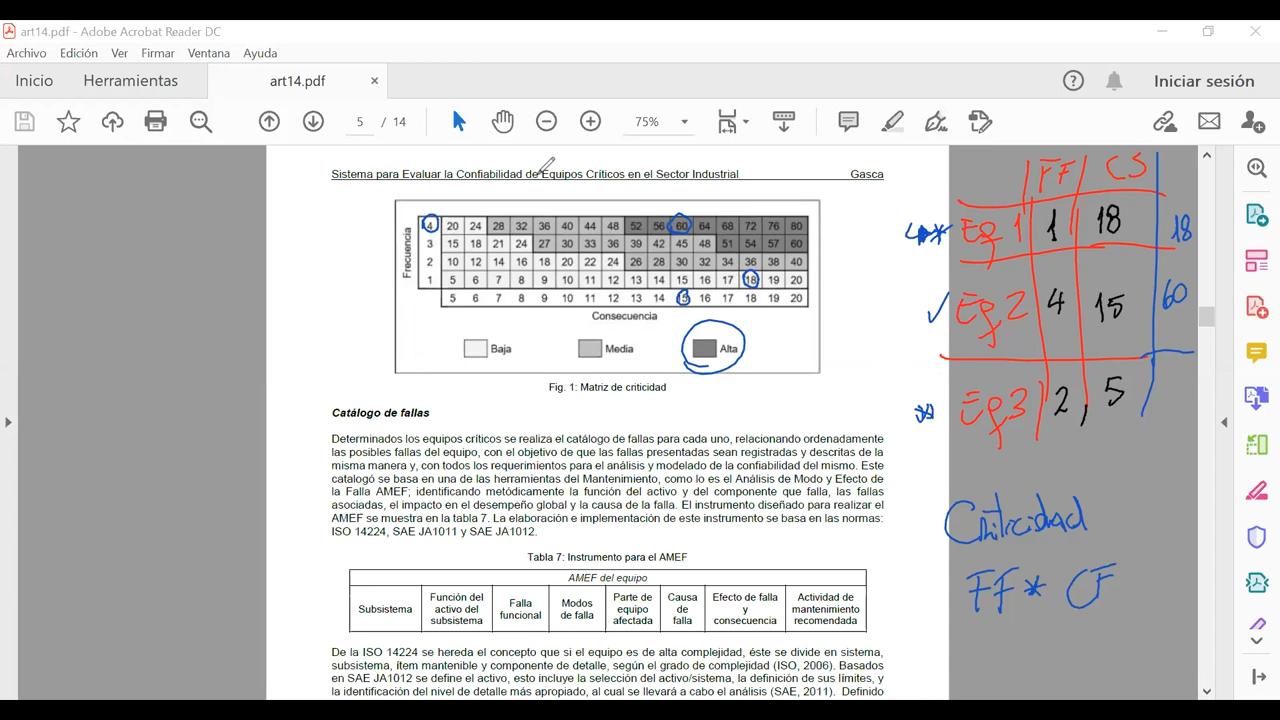 art14.pdf - Adobe Acrobat Reader DC
Archivo Edición Ver Firmar Ventana Ayuda
Inicio Herramientas art14.pdf × Iniciar sesión
5 / 14 75%
Sistema para Evaluar la Confiabilidad de Equipos Críticos en el Sector Industrial Gasca
Frecuencia
4 20 24 28 32 36 40 44 48 52 56 60 64 68 72 76 80
3 15 18 21 24 27 30 33 36 39 42 45 48 51 54 57 60
2 10 12 14 16 18 20 22 24 26 28 30 32 34 36 38 40
1 5 6 7 8 9 10 11 12 13 14 15 16 17 18 19 20
5 6 7 8 9 10 11 12 13 14 15 16 17 18 19 20
Consecuencia
Baja Media Alta
Fig. 1: Matriz de criticidad
Catálogo de fallas
Determinados los equipos críticos se realiza el catálogo de fallas para cada uno, relacionando ordenadamente
las posibles fallas del equipo, con el objetivo de que las fallas presentadas sean registradas y descritas de la
misma manera y, con todos los requerimientos para el análisis y modelado de la confiabilidad del mismo. Este
catalogó se basa en una de las herramientas del Mantenimiento, como lo es el Análisis de Modo y Efecto de
la Falla AMEF; identificando metódicamente la función del activo y del componente que falla, las fallas
asociadas, el impacto en el desempeño global y la causa de la falla. El instrumento diseñado para realizar el
AMEF se muestra en la tabla 7. La elaboración e implementación de este instrumento se basa en las normas:
ISO 14224, SAE JA1011 y SAE JA1012.
Tabla 7: Instrumento para el AMEF
AMEF del equipo
Subsistema
Función del
activo del
subsistema
Falla
funcional
Modos
de falla
Parte de
equipo
afectada
Causa
de
falla
Efecto de falla
y
consecuencia
Actividad de
mantenimiento
recomendada
De la ISO 14224 se hereda el concepto que si el equipo es de alta complejidad, éste se divide en sistema,
subsistema, ítem mantenible y componente de detalle, según el grado de complejidad (ISO, 2006). Basados
en SAE JA1012 se define el activo, esto incluye la selección del activo/sistema, la definición de sus límites, y
la identificación del nivel de detalle más apropiado, al cual se llevará a cabo el análisis (SAE, 2011). Definido
FF CS
Eq 1 1 18 18
Eq 2 4 15 60
Eq 3 2, 5
Criticidad
FF * CF